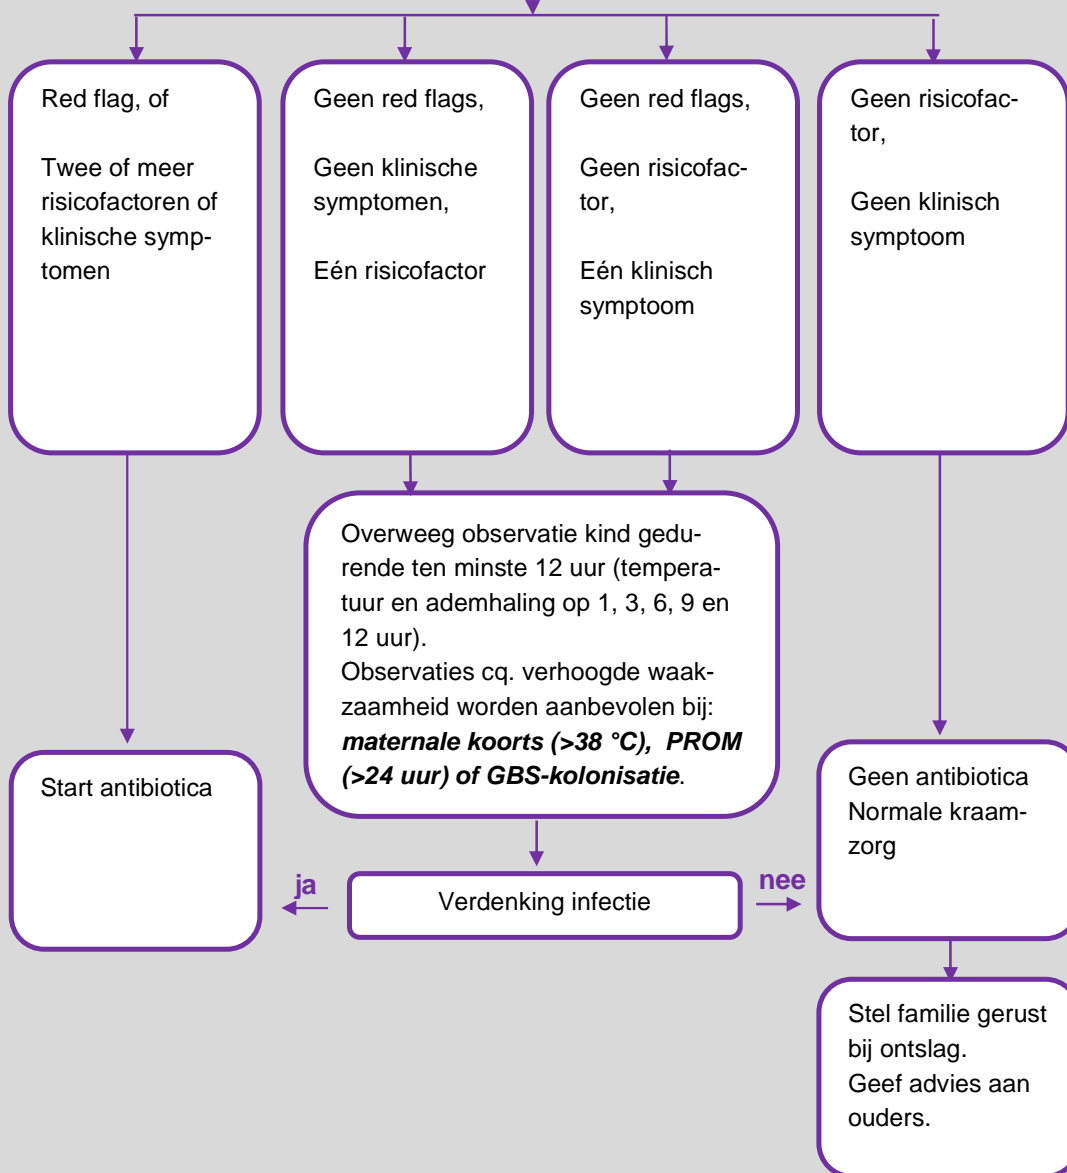 Red flag, of
Twee of meer
risicofactoren of
klinische symp-
tomen
Geen red flags,
Geen klinische
symptomen,
Eén risicofactor
Geen red flags,
Geen risicofac-
tor,
Eén klinisch
symptoom
Geen risicofac-
tor,
Geen klinisch
symptoom
Overweeg observatie kind gedu-
rende ten minste 12 uur (tempera-
tuur en ademhaling op 1, 3, 6, 9 en
12 uur).
Observaties cq. verhoogde waak-
zaamheid worden aanbevolen bij:
maternale koorts (>38 °C), PROM
(>24 uur) of GBS-kolonisatie.
Start antibiotica
ja
Verdenking infectie
nee
Geen antibiotica
Normale kraam-
zorg
Stel familie gerust
bij ontslag.
Geef advies aan
ouders.